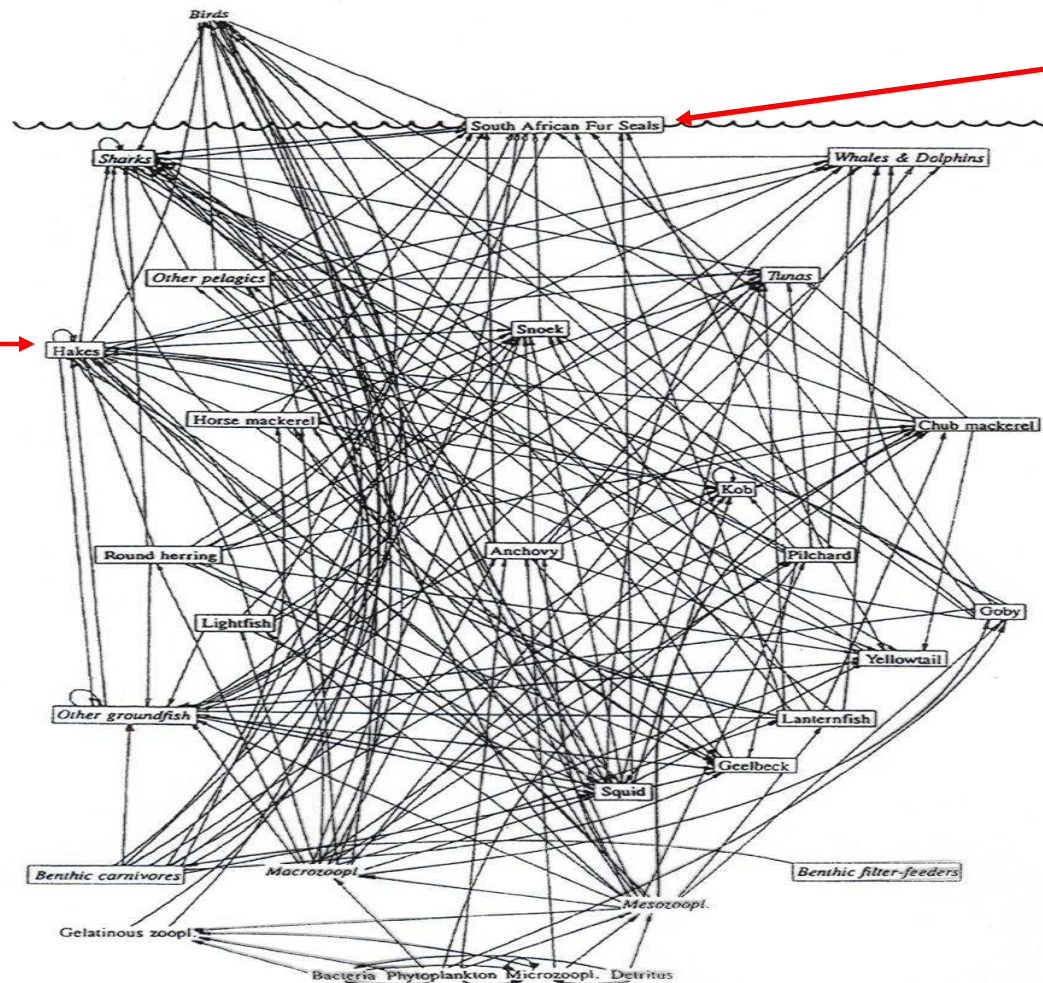 Birds
South African Fur Seals
Sharks
Whales & Dolphins
Other pelagics
Tunas
Snoek
Hakes
Horse mackerel
Chub mackerel
Kob
Round herring
Anchovy
Pilchard
Goby
Lightfish
Yellowtail
Other groundfish
Lanternfish
Geelbeck
Squid
Benthic carnivores
Macrozoopl.
Benthic filter-feeders
Mesozoopl.
Gelatinous zoopl.
Bacteria Phytoplankton Microzoopl. Detritus